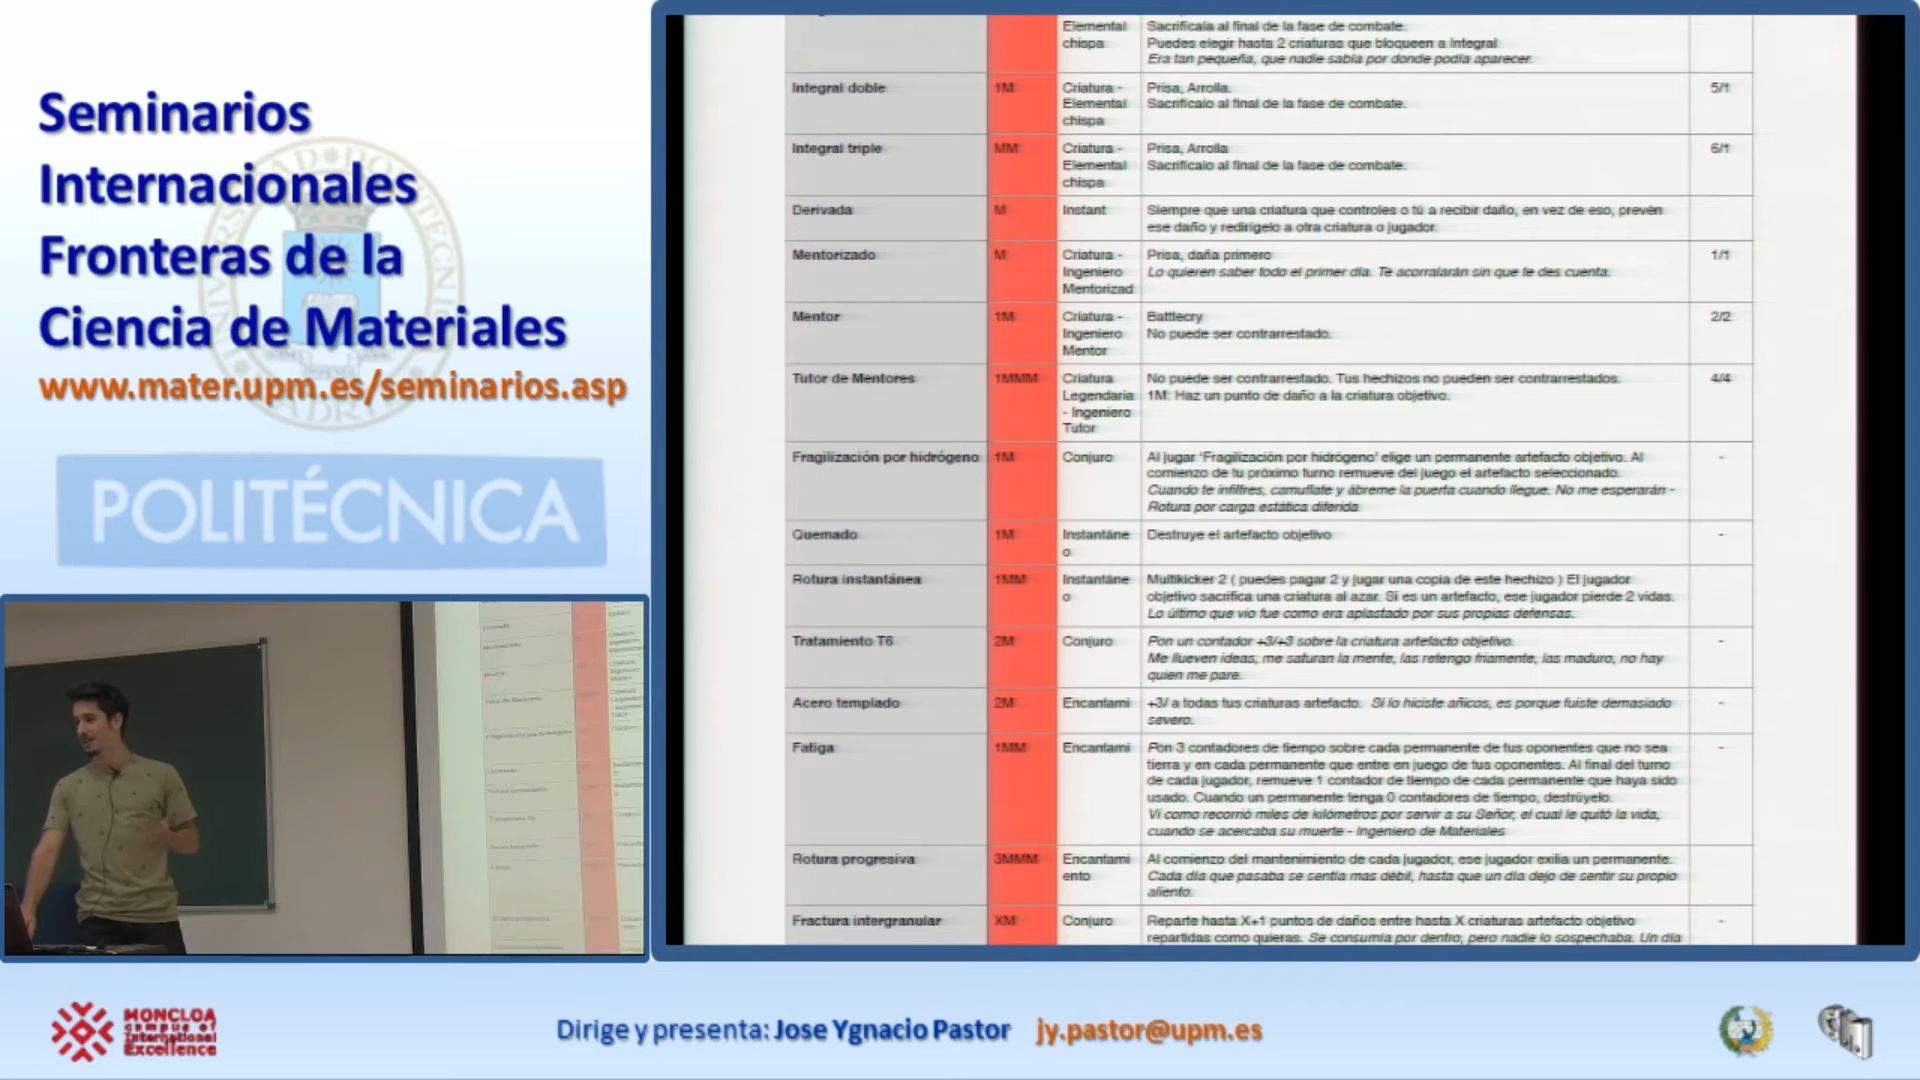 Seminarios
Internacionales
Fronteras de la
Ciencia de Materiales
www.mater.upm.es/seminarios.asp
POLITÉCNICA
Elemental
chispa
Sacrifícala al final de la fase de combate.
Puedes elegir hasta 2 criaturas que bloqueen a Integral
Era tan pequeña, que nadie sabía por donde podía aparecer.
Integral doble
1M
Criatura -
Elemental
chispa
Prisa, Arrolla.
Sacrifícalo al final de la fase de combate.
5/1
Integral triple
MM
Criatura -
Elemental
chispa
Prisa, Arrolla
Sacrifícalo al final de la fase de combate.
6/1
Derivada
M
Instant
Siempre que una criatura que controles o tú a recibir daño, en vez de eso, prevén
ese daño y redirígelo a otra criatura o jugador.
Mentorizado
M
Criatura -
Ingeniero
Mentorizad
Prisa, daña primero
Lo quieren saber todo el primer día. Te acorralarán sin que te des cuenta.
1/1
Mentor
1M
Criatura -
Ingeniero
Mentor
Battlecry
No puede ser contrarrestado.
2/2
Tutor de Mentores
1MMM
Criatura
Legendaria
- Ingeniero
Tutor
No puede ser contrarrestado. Tus hechizos no pueden ser contrarrestados.
1M: Haz un punto de daño a la criatura objetivo.
4/4
Fragilización por hidrógeno
1M
Conjuro
Al jugar 'Fragilización por hidrógeno' elige un permanente artefacto objetivo. Al
comienzo de tu próximo turno remueve del juego el artefacto seleccionado.
Cuando te infiltres, camuflate y ábreme la puerta cuando llegue. No me esperarán -
Rotura por carga estática diferida
-
Quemado
1M
Instantáne
o
Destruye el artefacto objetivo
-
Rotura instantánea
1MM
Instantáne
o
Multikicker 2 ( puedes pagar 2 y jugar una copia de este hechizo ) El jugador
objetivo sacrifica una criatura al azar. Si es un artefacto, ese jugador pierde 2 vidas.
Lo último que vio fue como era aplastado por sus propias defensas.
Tratamiento T6
2M
Conjuro
Pon un contador +3/+3 sobre la criatura artefacto objetivo.
Me llueven ideas, me saturan la mente, las retengo friamente, las maduro, no hay
quien me pare.
-
Acero templado
2M
Encantami
+3/ a todas tus criaturas artefacto. Si lo hiciste añicos, es porque fuiste demasiado
severo.
-
Fatiga
1MM
Encantami
Pon 3 contadores de tiempo sobre cada permanente de tus oponentes que no sea
tierra y en cada permanente que entre en juego de tus oponentes. Al final del turno
de cada jugador, remueve 1 contador de tiempo de cada permanente que haya sido
usado. Cuando un permanente tenga 0 contadores de tiempo, destrúyelo.
Vi como recorrió miles de kilómetros por servir a su Señor, el cual le quitó la vida,
cuando se acercaba su muerte - Ingeniero de Materiales
-
Rotura progresiva
3MMM
Encantami
ento
Al comienzo del mantenimiento de cada jugador, ese jugador exilia un permanente.
Cada día que pasaba se sentía mas débil, hasta que un día dejo de sentir su propio
aliento.
Fractura intergranular
XM
Conjuro
Reparte hasta X+1 puntos de daños entre hasta X criaturas artefacto objetivo
repartidas como quieras. Se consumía por dentro, pero nadie lo sospechaba. Un día
-
MONCLOA
campus of
International
Excellence
Dirige y presenta: Jose Ygnacio Pastor jy.pastor@upm.es